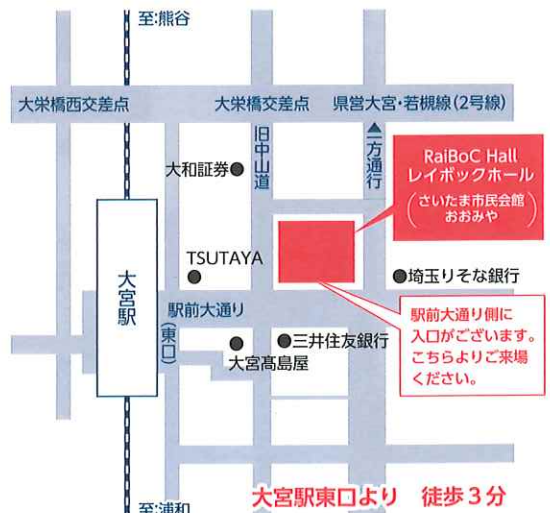 至:熊谷
大栄橋西交差点
大栄橋交差点
県営大宮・若槻線(2号線)
旧中山道
▲一方通行
大和証券
RaiBoC Hall
レイボックホール
(さいたま市民会館
おおみや)
大宮駅
TSUTAYA
埼玉りそな銀行
駅前大通り
(東口)
大宮髙島屋
三井住友銀行
駅前大通り側に
入口がございます。
こちらよりご来場
ください。
大宮駅東口より 徒歩3分
至:浦和